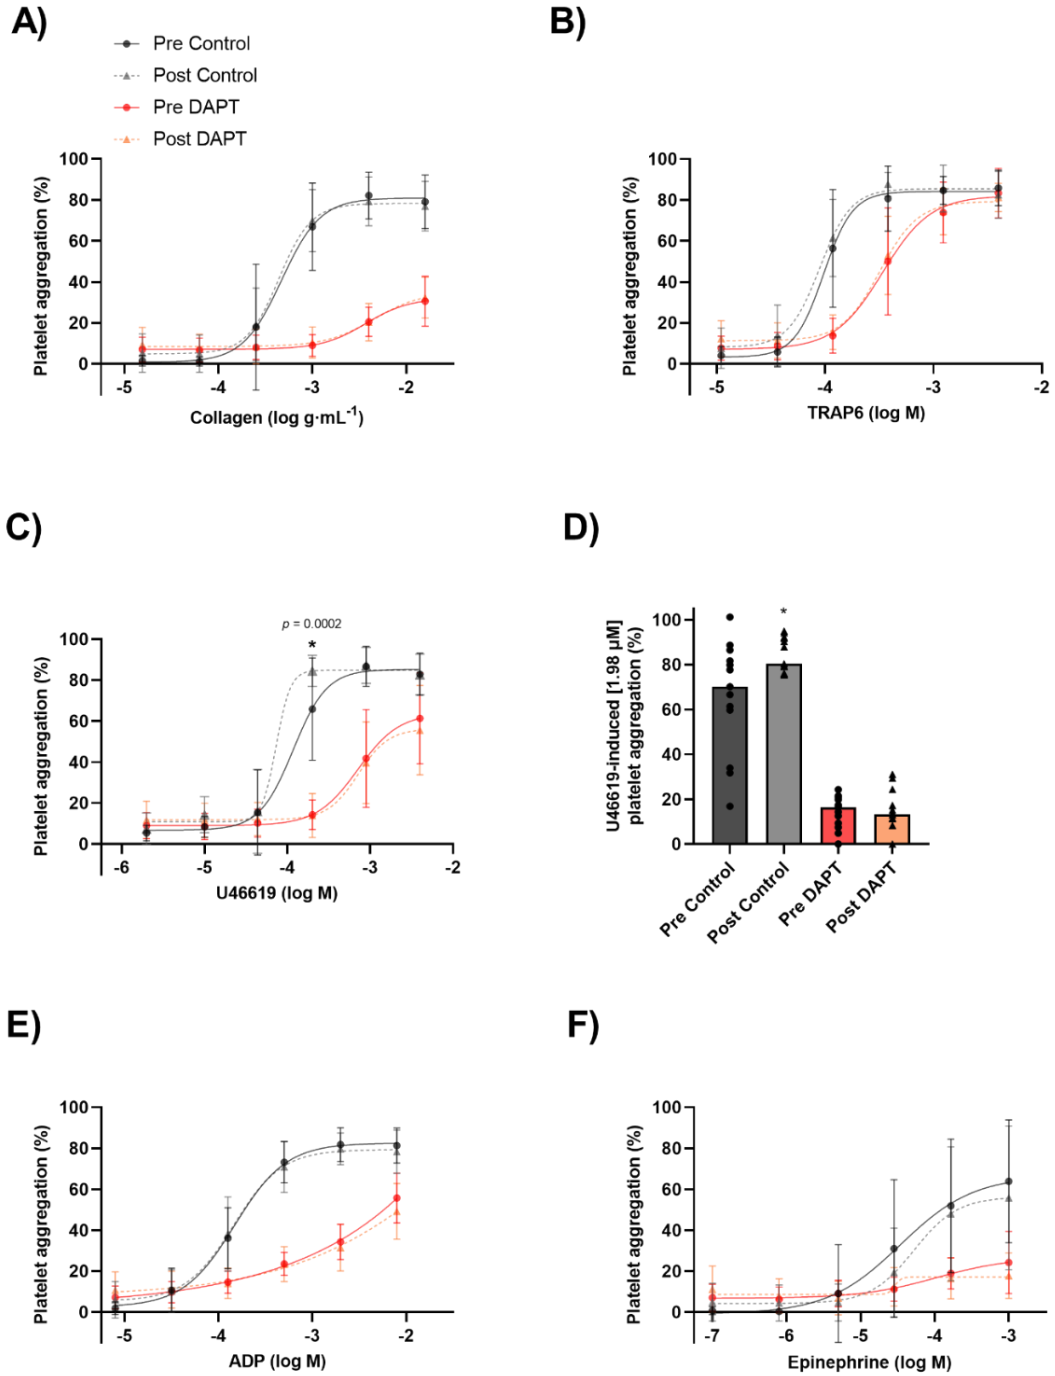 A)
Pre Control
Post Control
Pre DAPT
Post DAPT
Platelet aggregation (%)
100
80
60
40
20
0
-5
-4
-3
-2
Collagen (log g·mL-1)
B)
Platelet aggregation (%)
100
80
60
40
20
0
-5
-4
-3
-2
TRAP6 (log M)
C)
p = 0.0002
*
Platelet aggregation (%)
100
80
60
40
20
0
-6
-5
-4
-3
-2
U46619 (log M)
D)
*
U46619-induced [1.98 µM]
platelet aggregation (%)
100
80
60
40
20
0
Pre Control
Post Control
Pre DAPT
Post DAPT
E)
Platelet aggregation (%)
100
80
60
40
20
0
-5
-4
-3
-2
ADP (log M)
F)
Platelet aggregation (%)
100
80
60
40
20
0
-7
-6
-5
-4
-3
Epinephrine (log M)